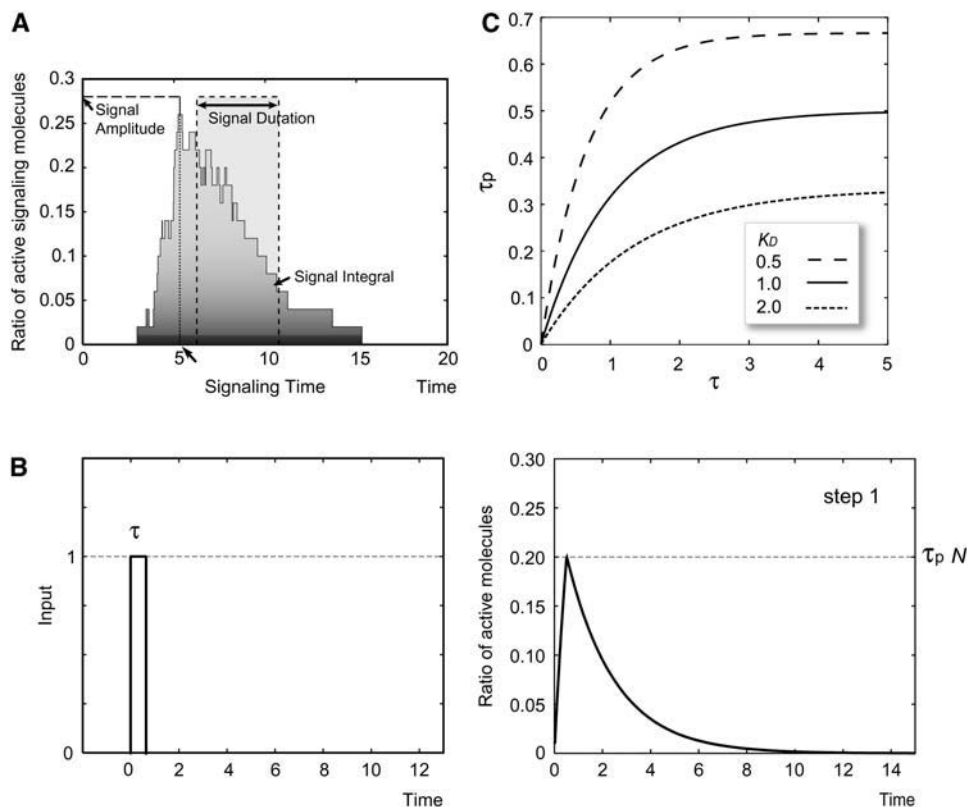 A
Ratio of active signaling molecules
0.3
0.25
0.2
0.15
0.1
0.05
0
Signal
Amplitude
Signal Duration
Signal Integral
0 5 10 15 20
Signaling Time Time
C
τp
0.7
0.6
0.5
0.4
0.3
0.2
0.1
0
KD
0.5
1.0
2.0
0 1 2 3 4 5
τ
B
Input
1
0
τ
0 2 4 6 8 10 12
Time
Ratio of active molecules
0.30
0.25
0.20
0.15
0.10
0.05
0
step 1
τp N
0 2 4 6 8 10 12 14
Time